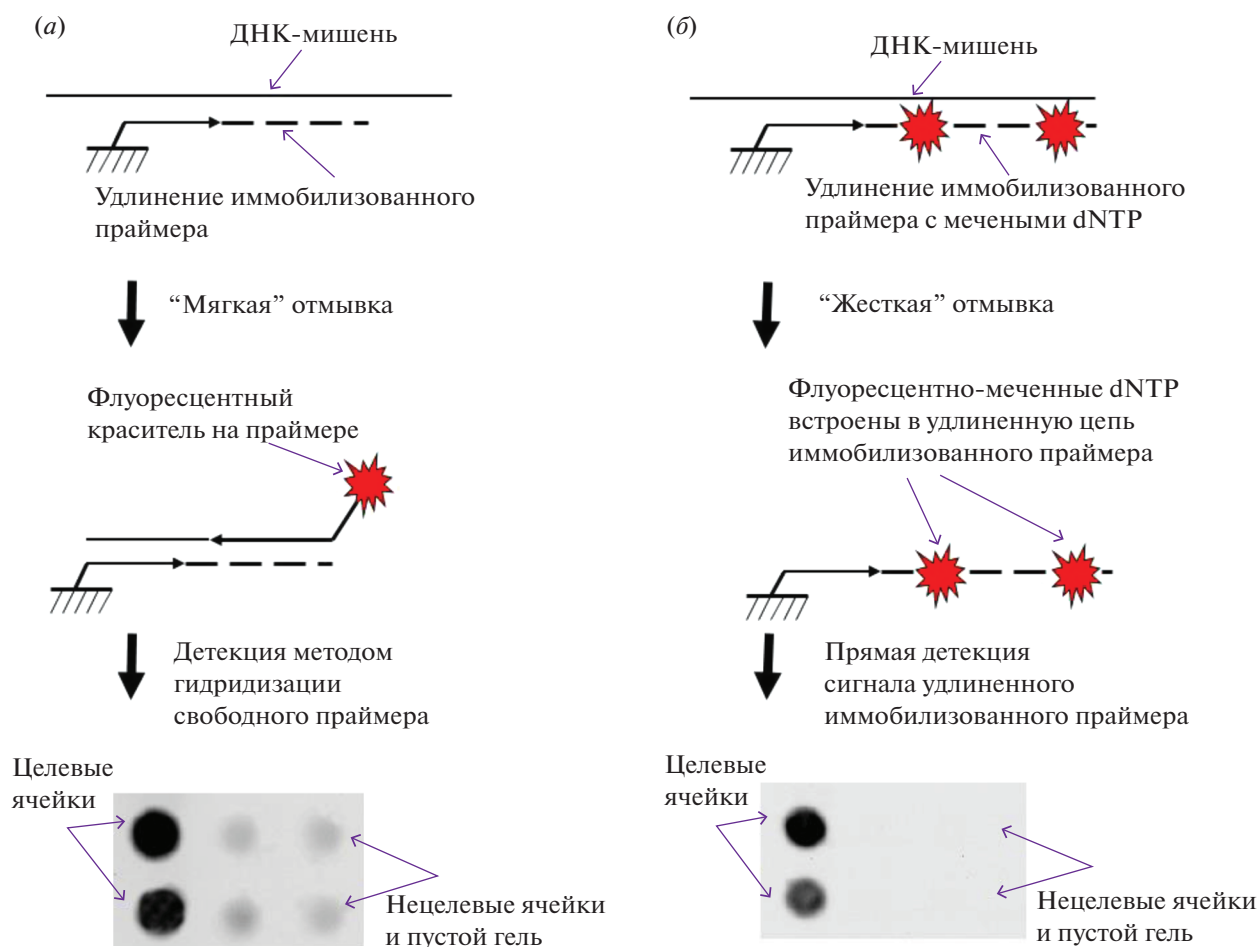 (а)
ДНК-мишень
Удлинение иммобилизованного
праймера
“Мягкая” отмывка
Флуоресцентный
краситель на праймере
Детекция методом
гидридизации
свободного праймера
Целевые
ячейки
Нецелевые ячейки
и пустой гель
(б)
ДНК-мишень
Удлинение иммобилизованного
праймера с мечеными dNTP
“Жесткая” отмывка
Флуоресцентно-меченные dNTP
встроены в удлиненную цепь
иммобилизованного праймера
Прямая детекция
сигнала удлиненного
иммобилизованного праймера
Целевые
ячейки
Нецелевые ячейки
и пустой гель